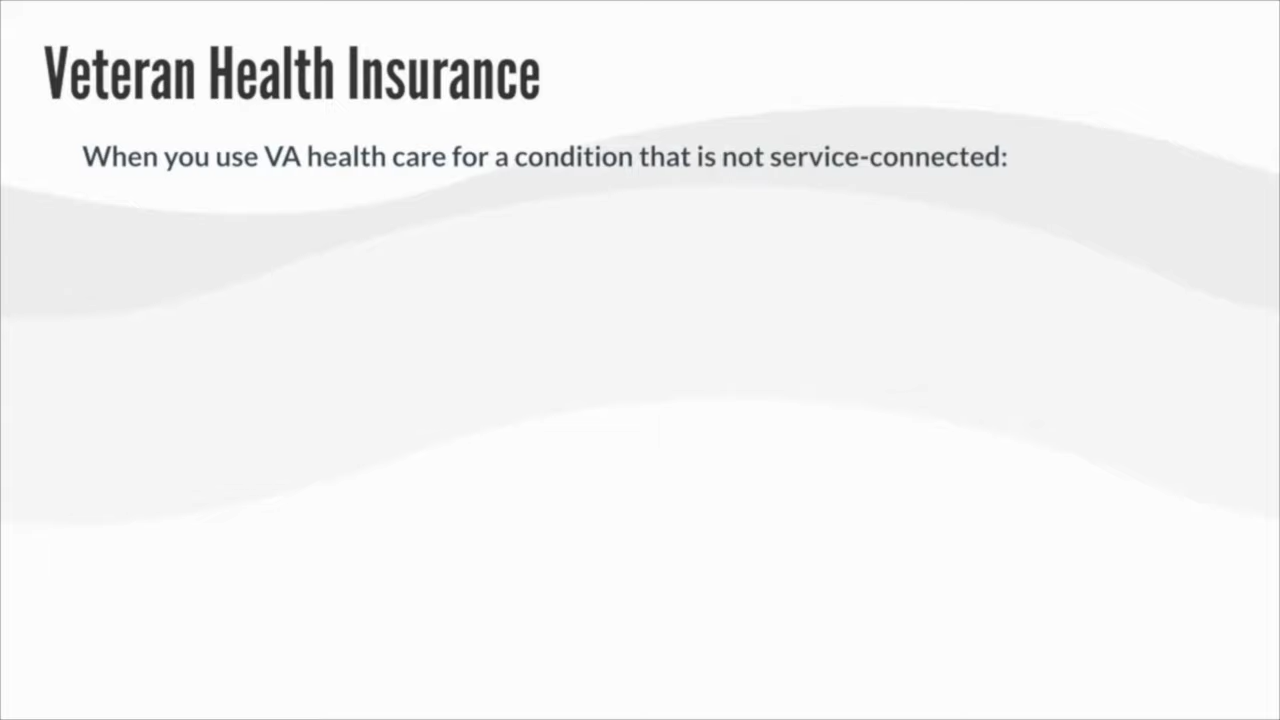 Veteran Health Insurance
When you use VA health care for a condition that is not service-connected: